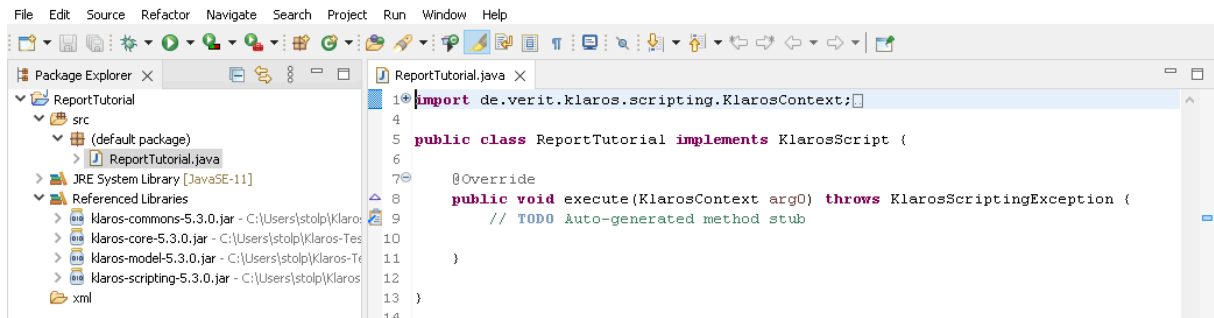 File Edit Source Refactor Navigate Search Project Run Window Help
Package Explorer
ReportTutorial
src
(default package)
ReportTutorial.java
JRE System Library [JavaSE-11]
Referenced Libraries
klaros-commons-5.3.0.jar - C:\Users\stolp\Klaros
klaros-core-5.3.0.jar - C:\Users\stolp\Klaros-Tes
klaros-model-5.3.0.jar - C:\Users\stolp\Klaros-Te
klaros-scripting-5.3.0.jar - C:\Users\stolp\Klaros
xml
ReportTutorial.java
1 import de.verit.klaros.scripting.KlarosContext;
4
5 public class ReportTutorial implements KlarosScript {
6
7 @Override
8 public void execute(KlarosContext arg0) throws KlarosScriptingException {
9 // TODO Auto-generated method stub
10
11 }
12
13 }
14